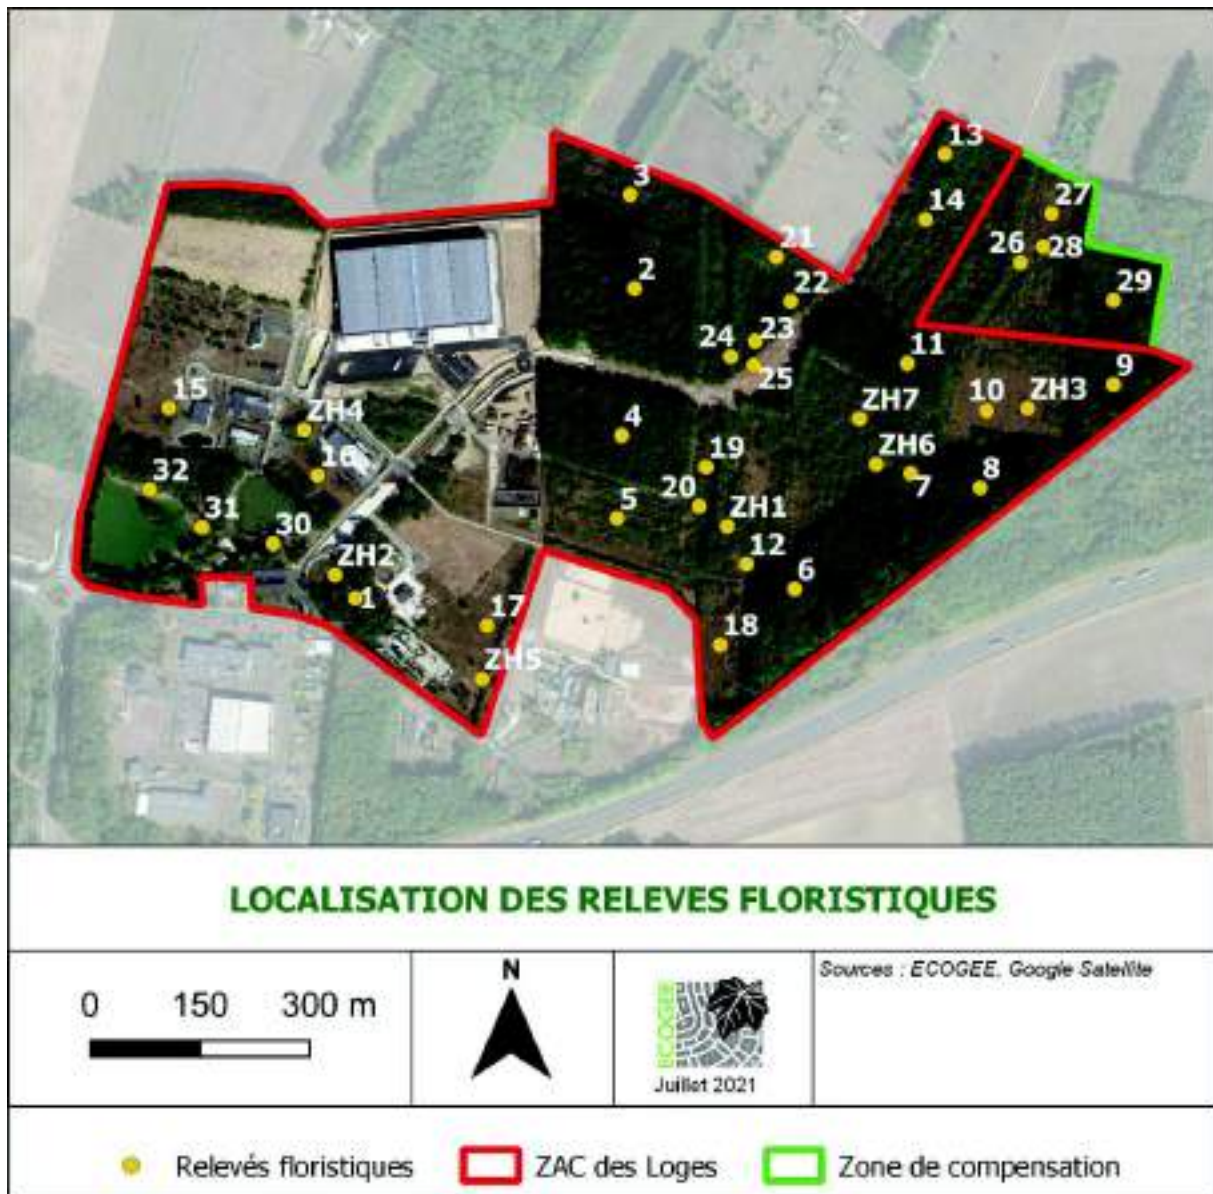 13
3
27
14
21
26
28
2
22
29
23
24
11
25
9
15
10
ZH3
ZH4
ZH7
4
19
16
ZH6
32
7
8
20
31
5
ZH1
30
12
ZH2
6
1
17
18
ZH5
LOCALISATION DES RELEVES FLORISTIQUES
0 150 300 m
N
ECOGEE
Juillet 2021
Sources : ECOGEE, Google Satellite
Relevés floristiques
ZAC des Loges
Zone de compensation